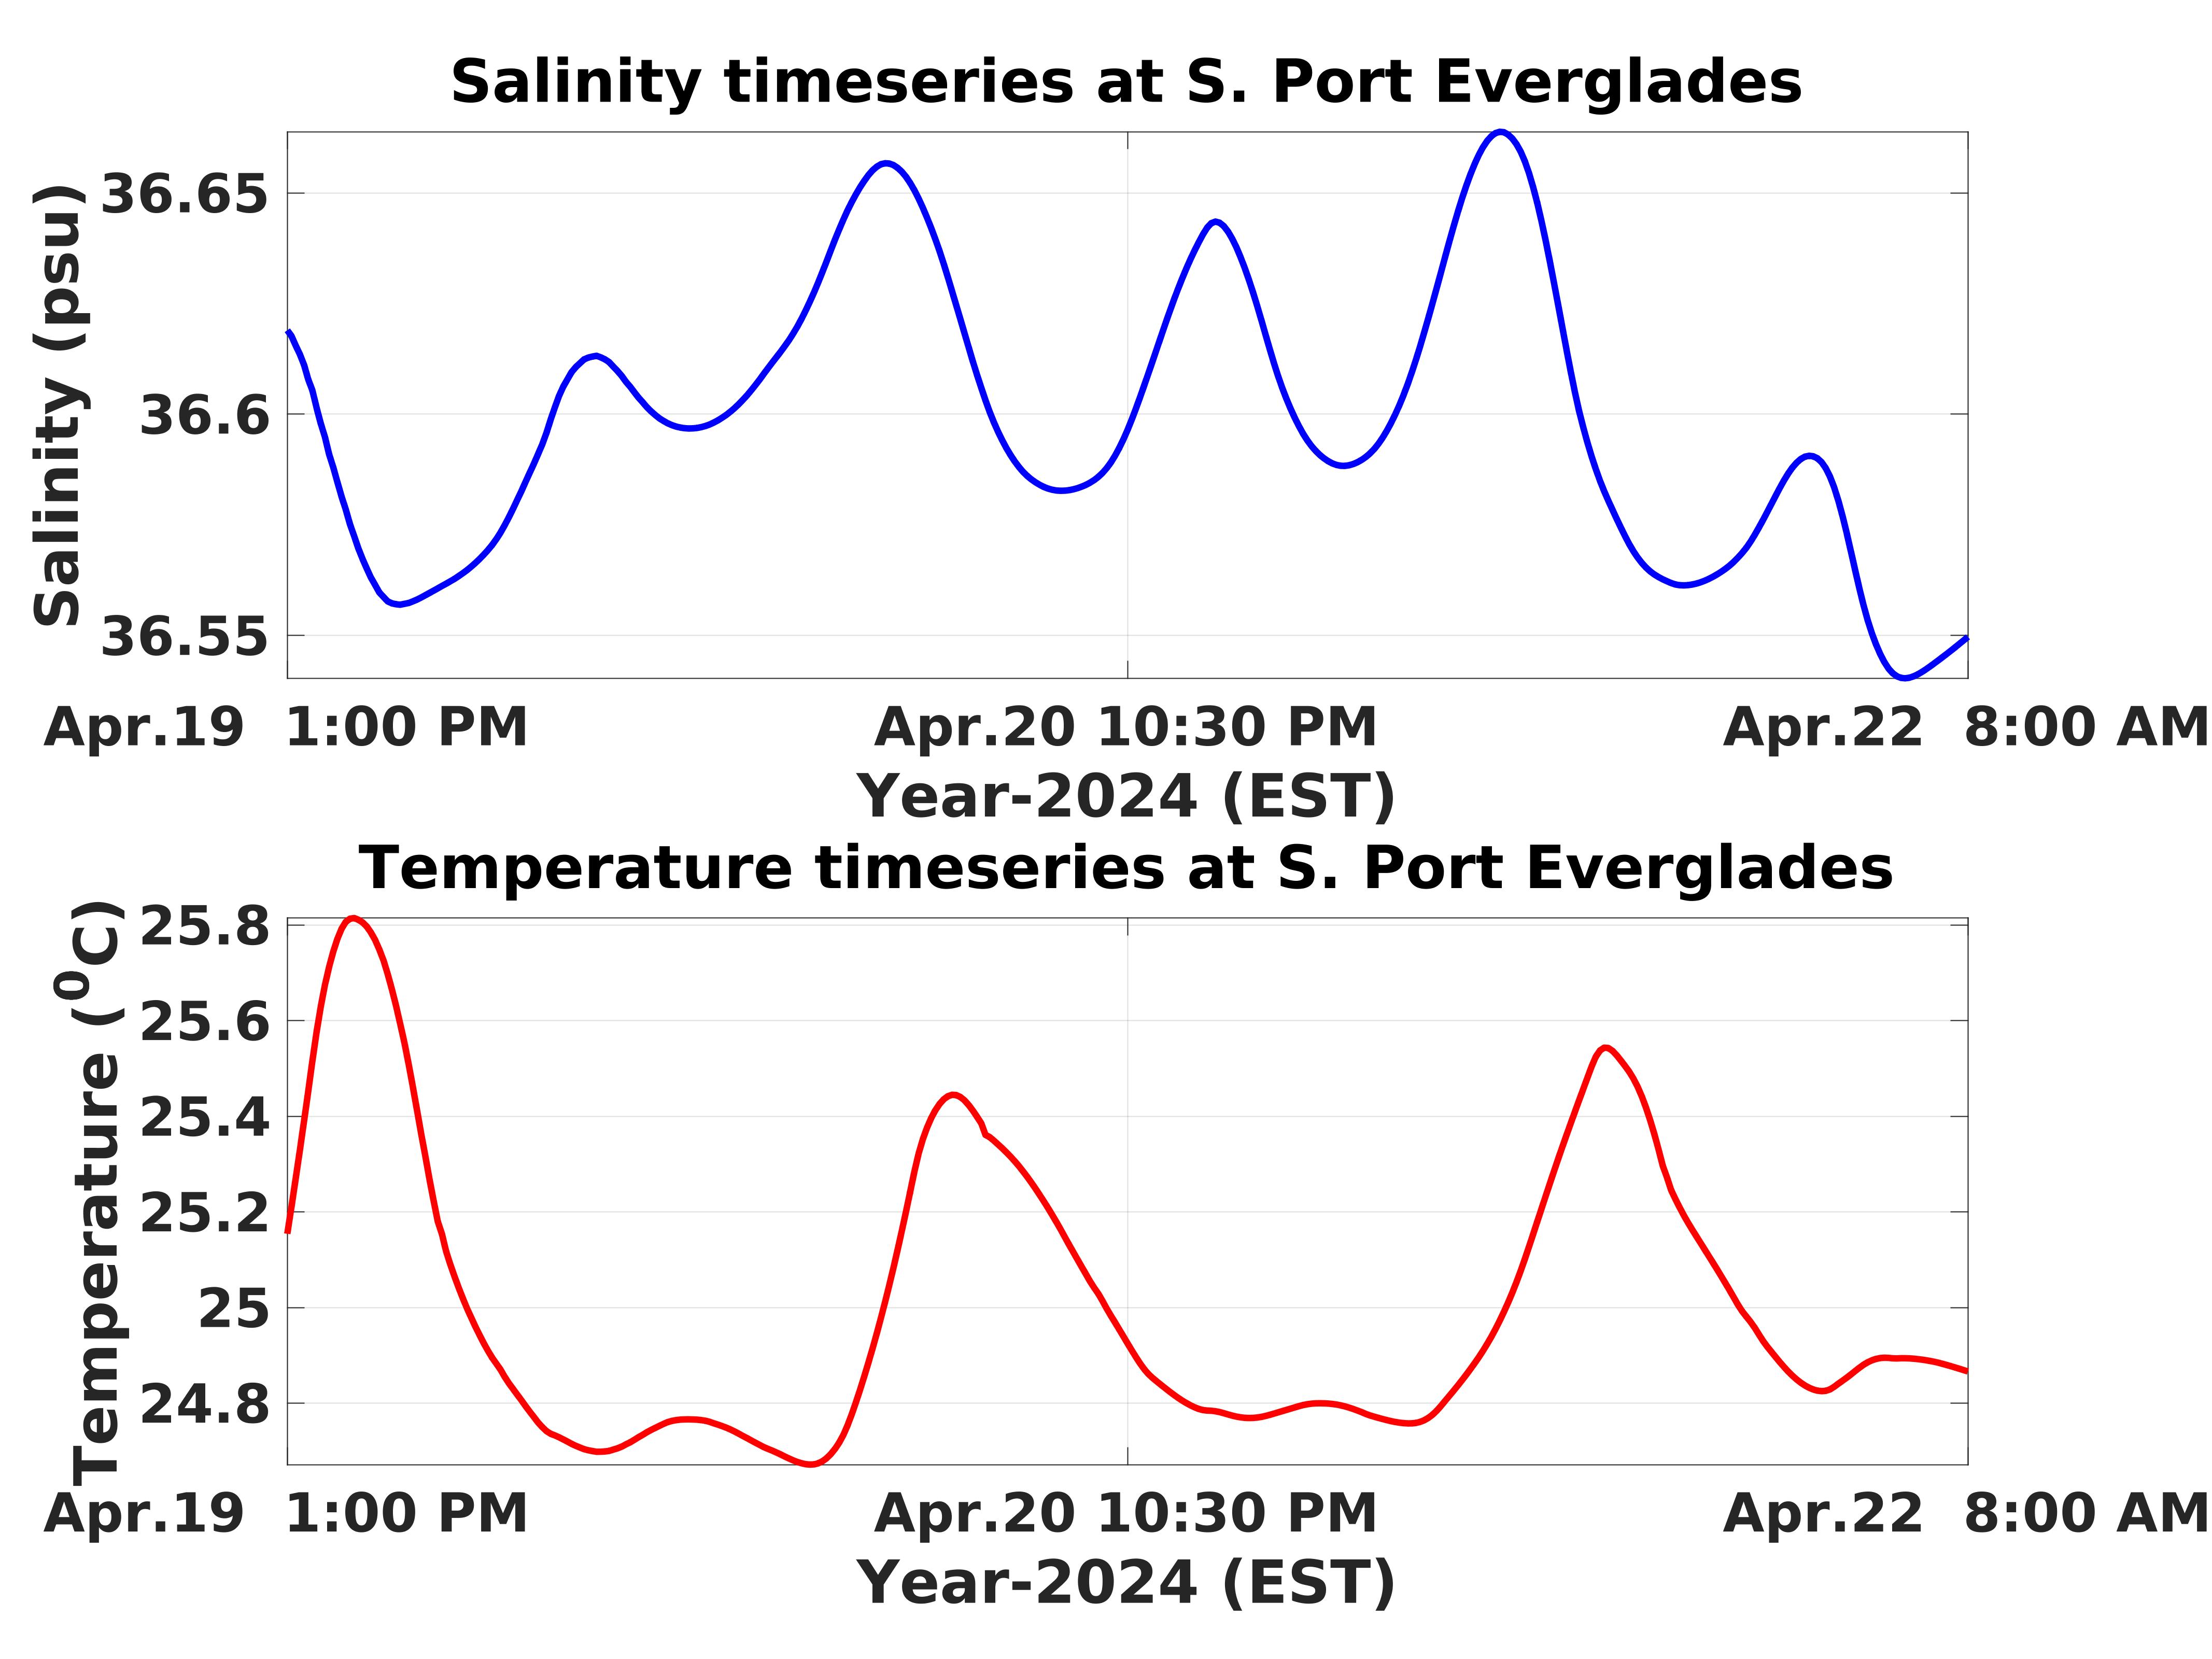 Salinity timeseries at S. Port Everglades
Salinity (psu)
36.65
36.6
36.55
Apr.19  1:00 PM
Apr.20 10:30 PM
Apr.22  8:00 AM
Year-2024 (EST)
Temperature timeseries at S. Port Everglades
Temperature (⁰C)
25.8
25.6
25.4
25.2
25
24.8
Apr.19  1:00 PM
Apr.20 10:30 PM
Apr.22  8:00 AM
Year-2024 (EST)